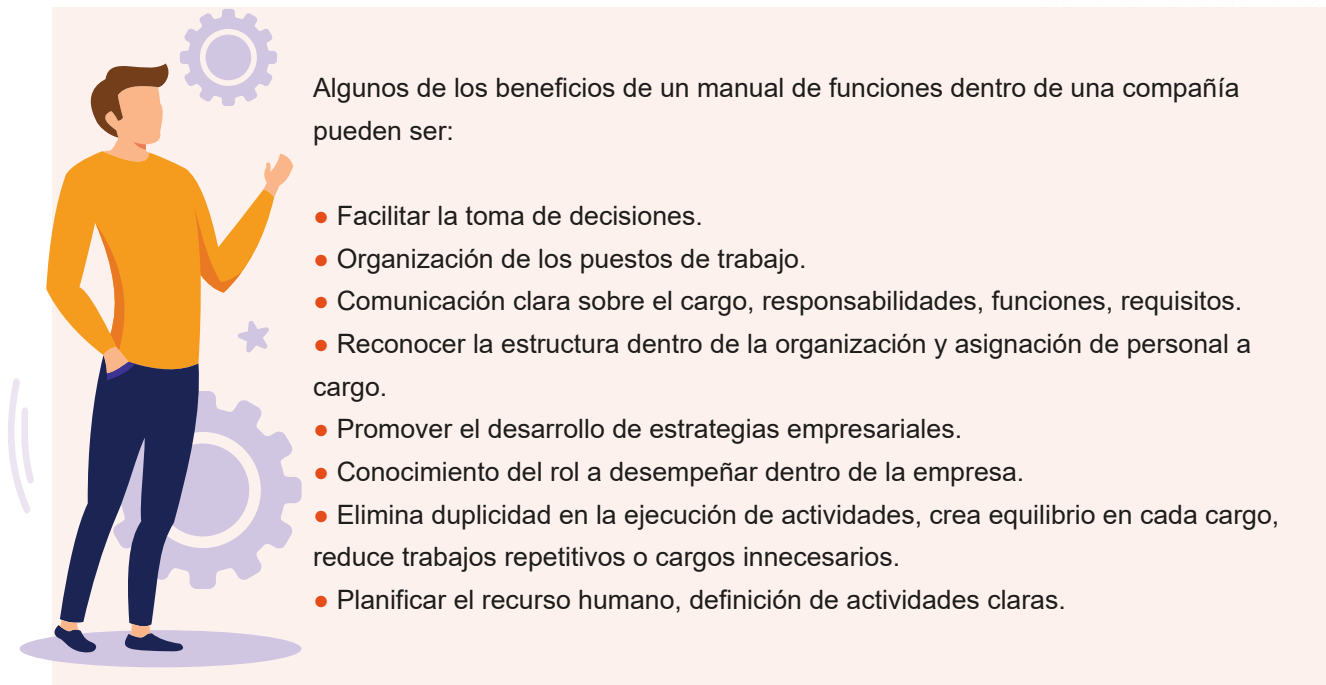 Algunos de los beneficios de un manual de funciones dentro de una compañía
pueden ser:
● Facilitar la toma de decisiones.
● Organización de los puestos de trabajo.
● Comunicación clara sobre el cargo, responsabilidades, funciones, requisitos.
● Reconocer la estructura dentro de la organización y asignación de personal a
cargo.
● Promover el desarrollo de estrategias empresariales.
● Conocimiento del rol a desempeñar dentro de la empresa.
● Elimina duplicidad en la ejecución de actividades, crea equilibrio en cada cargo,
reduce trabajos repetitivos o cargos innecesarios.
● Planificar el recurso humano, definición de actividades claras.